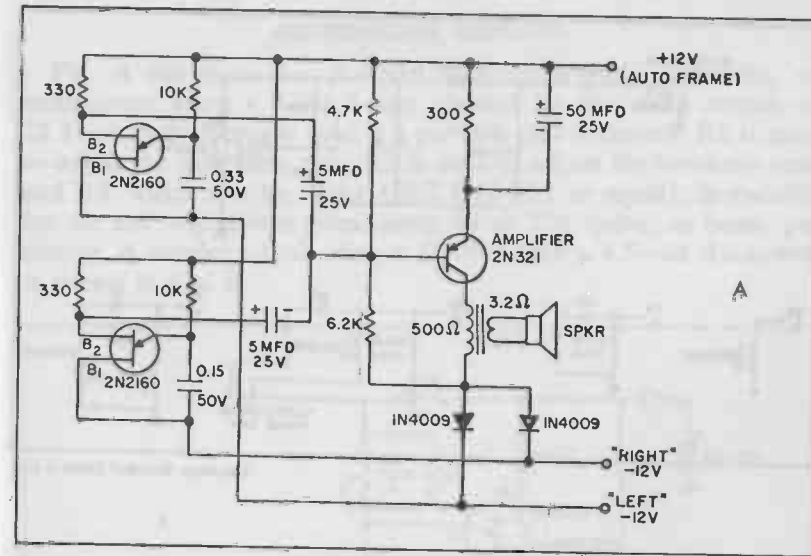 +12V
(AUTO FRAME)
330
10K
4.7K
300
+
50 MFD
-
25V
B2
B1
2N2160
0.33
50V
+
5MFD
-
25V
AMPLIFIER
2N321
A
330
10K
+ -
5MFD
25V
6.2K
3.2Ω
500Ω
SPKR
B2
B1
2N2160
0.15
50V
IN4009
IN4009
"RIGHT"
-12V
"LEFT"
-12V